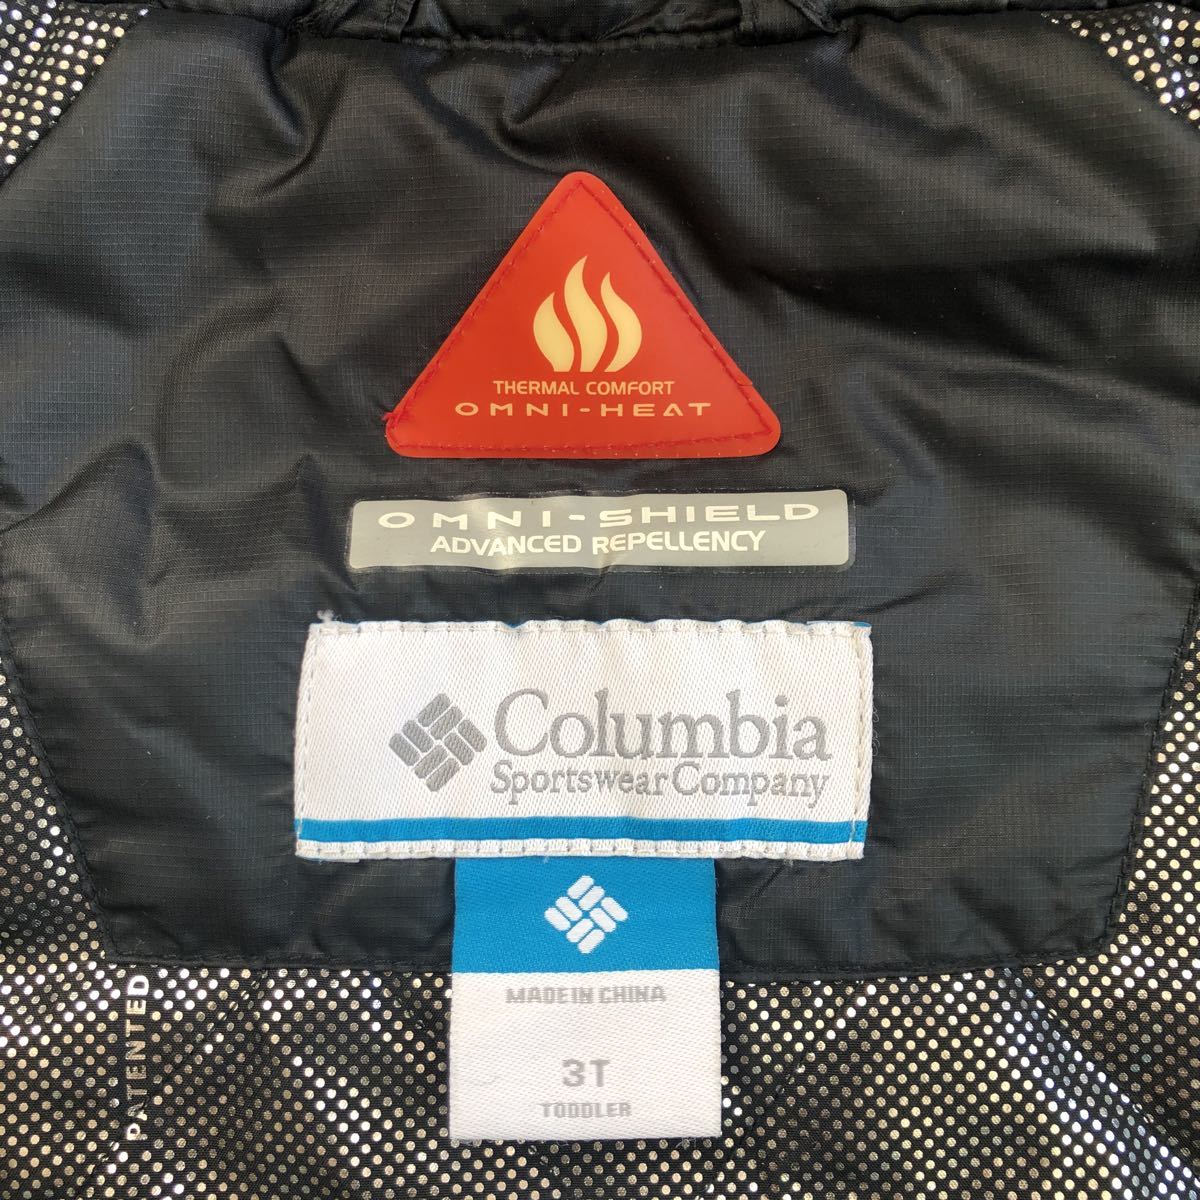 THERMAL COMFORT
OMNI-HEAT
OMNI-SHIELD
ADVANCED REPELLENCY
Columbia
Sportswear Company
MADE IN CHINA
3T
TODDLER
PATENTED